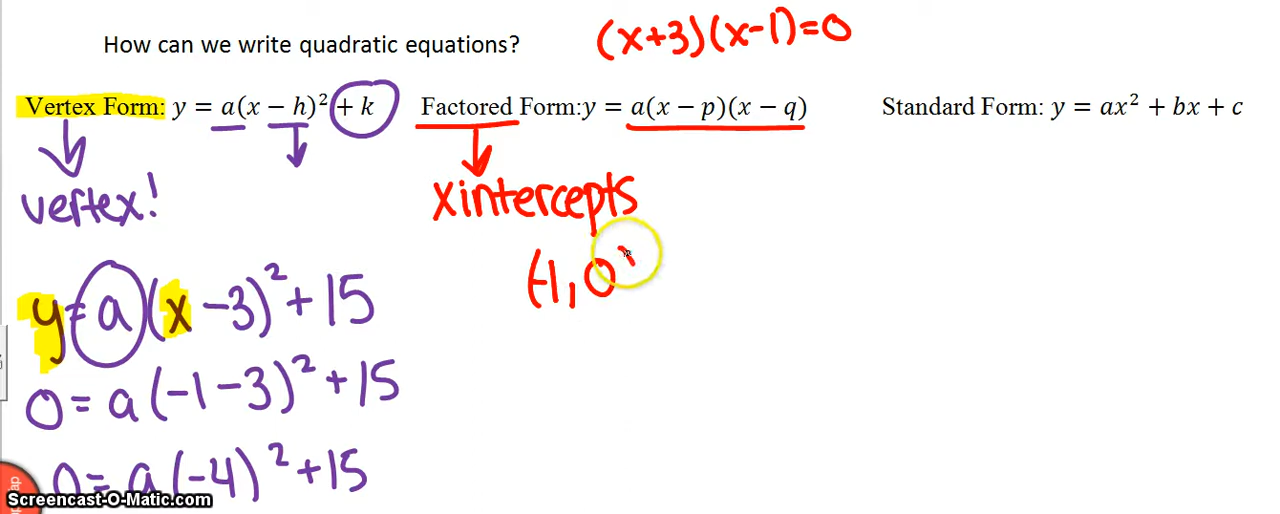 (x+3)(x-1)=0
How can we write quadratic equations?
Vertex Form: y = a(x − h)² + k
Factored Form:y = a(x − p)(x − q)
Standard Form: y = ax² + bx + c
vertex!
xintercepts
(-1, 0
y=a(x-3)²+15
0=a(-1-3)²+15
0=a(-4)²+15
Screencast-O-Matic.com